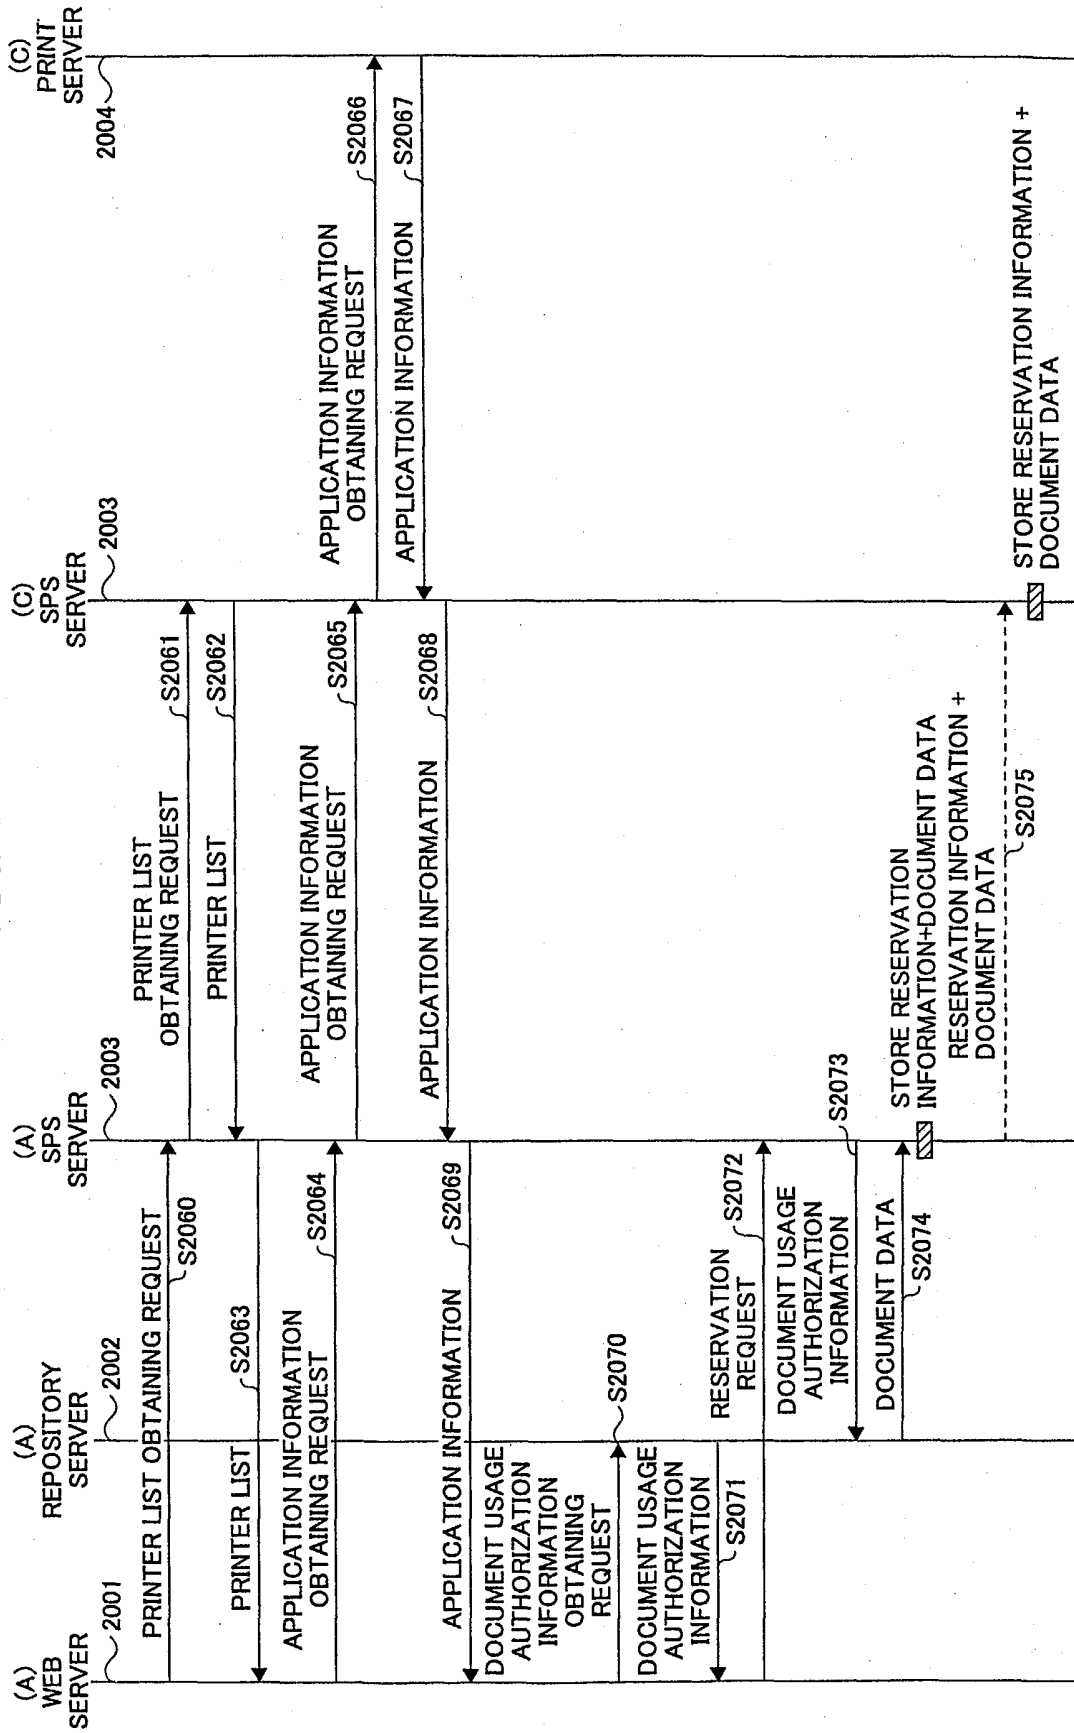 (A)
WEB
SERVER
2001
(A)
REPOSITORY
SERVER
2002
(A)
SPS
SERVER
2003
(C)
SPS
SERVER
2003
(C)
PRINT
SERVER
2004
PRINTER LIST OBTAINING REQUEST
S2060
PRINTER LIST
OBTAINING REQUEST
S2061
PRINTER LIST
S2062
PRINTER LIST
S2063
APPLICATION INFORMATION
OBTAINING REQUEST
S2064
APPLICATION INFORMATION
OBTAINING REQUEST
S2065
APPLICATION INFORMATION
OBTAINING REQUEST
S2066
APPLICATION INFORMATION
S2067
APPLICATION INFORMATION
S2068
APPLICATION INFORMATION
S2069
DOCUMENT USAGE
AUTHORIZATION
INFORMATION
OBTAINING
REQUEST
S2070
DOCUMENT USAGE
AUTHORIZATION
INFORMATION
S2071
RESERVATION
REQUEST
S2072
DOCUMENT USAGE
AUTHORIZATION
INFORMATION
S2073
DOCUMENT DATA
S2074
STORE RESERVATION
INFORMATION+DOCUMENT DATA
RESERVATION INFORMATION +
DOCUMENT DATA
S2075
STORE RESERVATION INFORMATION +
DOCUMENT DATA